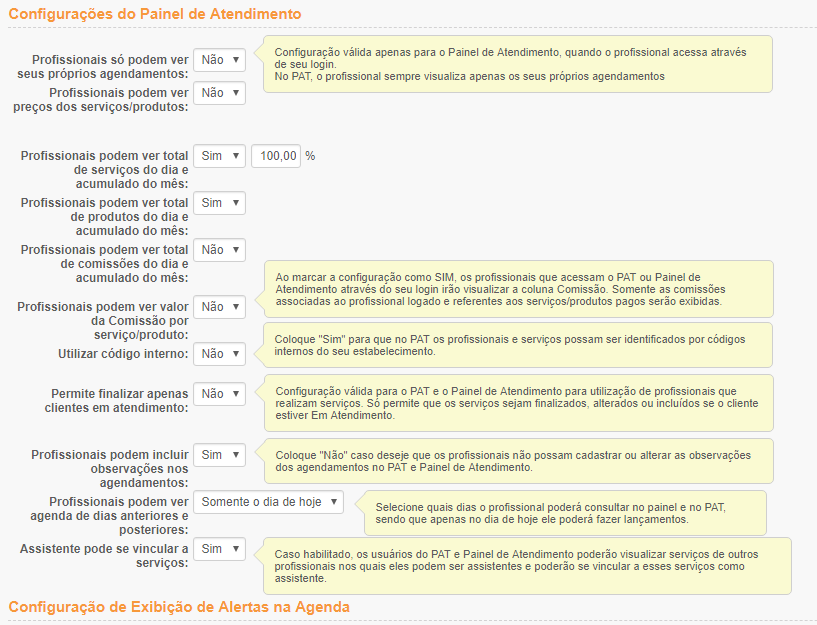 Configurações do Painel de Atendimento
Profissionais só podem ver
seus próprios agendamentos:
Não
Configuração válida apenas para o Painel de Atendimento, quando o profissional acessa através
de seu login.
No PAT, o profissional sempre visualiza apenas os seus próprios agendamentos
Profissionais podem ver
preços dos serviços/produtos:
Não
Profissionais podem ver total
de serviços do dia e
acumulado do mês:
Sim
100,00 %
Profissionais podem ver total
de produtos do dia e
acumulado do mês:
Sim
Profissionais podem ver total
de comissões do dia e
acumulado do mês:
Não
Profissionais podem ver valor
da Comissão por
serviço/produto:
Não
Ao marcar a configuração como SIM, os profissionais que acessam o PAT ou Painel de
Atendimento através do seu login irão visualizar a coluna Comissão. Somente as comissões
associadas ao profissional logado e referentes aos serviços/produtos pagos serão exibidas.
Utilizar código interno:
Não
Coloque "Sim" para que no PAT os profissionais e serviços possam ser identificados por códigos
internos do seu estabelecimento.
Permite finalizar apenas
clientes em atendimento:
Não
Configuração válida para o PAT e o Painel de Atendimento para utilização de profissionais que
realizam serviços. Só permite que os serviços sejam finalizados, alterados ou incluídos se o cliente
estiver Em Atendimento.
Profissionais podem incluir
observações nos
agendamentos:
Sim
Coloque "Não" caso deseje que os profissionais não possam cadastrar ou alterar as observações
dos agendamentos no PAT e Painel de Atendimento.
Profissionais podem ver
agenda de dias anteriores e
posteriores:
Somente o dia de hoje
Selecione quais dias o profissional poderá consultar no painel e no PAT,
sendo que apenas no dia de hoje ele poderá fazer lançamentos.
Assistente pode se vincular a
serviços:
Sim
Caso habilitado, os usuários do PAT e Painel de Atendimento poderão visualizar serviços de outros
profissionais nos quais eles podem ser assistentes e poderão se vincular a esses serviços como
assistente.
Configuração de Exibição de Alertas na Agenda